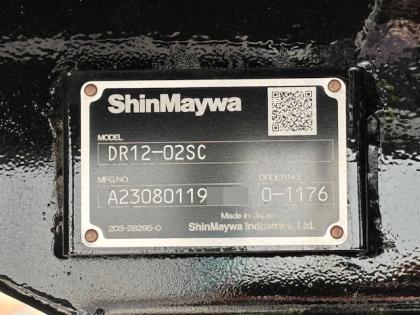 ShinMaywa
MODEL
DR12-02SC
MFG.NO. ORDER NO.
A23080119 0-1176
Made in Japan
203-28295-0 ShinMaywa Industries, Ltd.